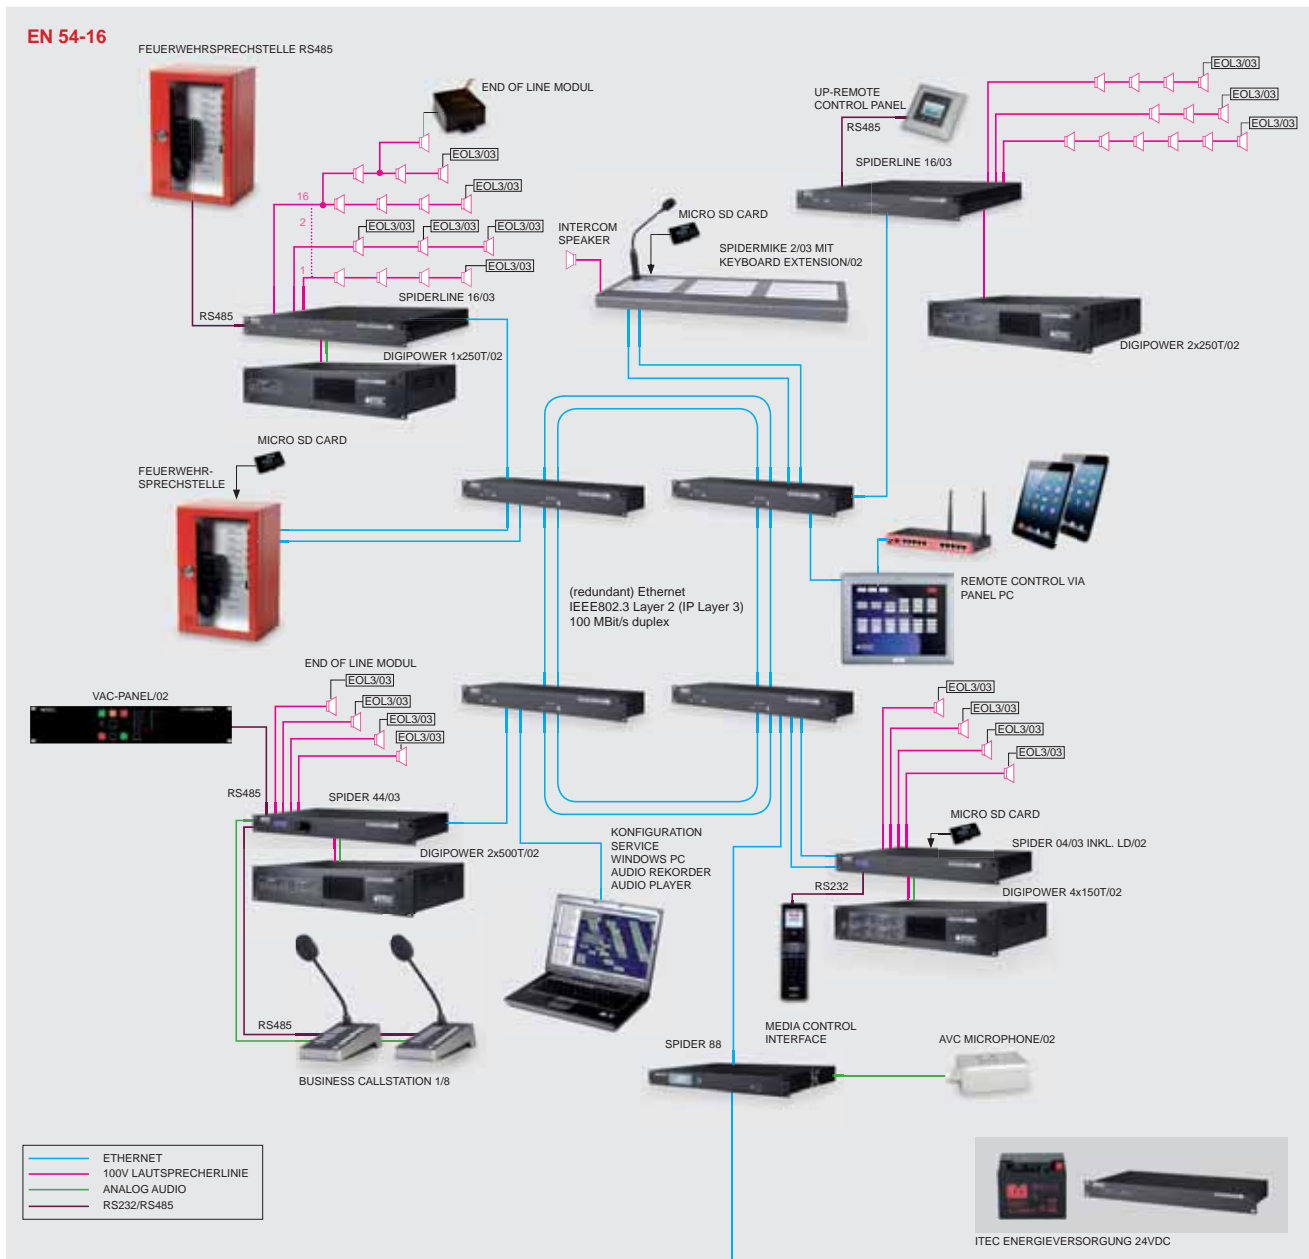 EN 54-16
FEUERWEHRSPRECHSTELLE RS485
END OF LINE MODUL
EOL3/03
16
EOL3/03
2
EOL3/03
EOL3/03
EOL3/03
1
EOL3/03
SPIDERLINE 16/03
RS485
DIGIPOWER 1x250T/02
UP-REMOTE
CONTROL PANEL
RS485
SPIDERLINE 16/03
EOL3/03
EOL3/03
EOL3/03
INTERCOM
SPEAKER
MICRO SD CARD
SPIDERMIKE 2/03 MIT
KEYBOARD EXTENSION/02
DIGIPOWER 2x250T/02
MICRO SD CARD
FEUERWEHR-
SPRECHSTELLE
(redundant) Ethernet
IEEE802.3 Layer 2 (IP Layer 3)
100 MBit/s duplex
REMOTE CONTROL VIA
PANEL PC
END OF LINE MODUL
EOL3/03
EOL3/03
EOL3/03
EOL3/03
VAC-PANEL/02
RS485
SPIDER 44/03
DIGIPOWER 2x500T/02
RS485
BUSINESS CALLSTATION 1/8
KONFIGURATION
SERVICE
WINDOWS PC
AUDIO REKORDER
AUDIO PLAYER
EOL3/03
EOL3/03
EOL3/03
EOL3/03
MICRO SD CARD
SPIDER 04/03 INKL. LD/02
RS232
DIGIPOWER 4x150T/02
MEDIA CONTROL
INTERFACE
SPIDER 88
AVC MICROPHONE/02
ETHERNET
100V LAUTSPRECHERLINIE
ANALOG AUDIO
RS232/RS485
ITEC ENERGIEVERSORGUNG 24VDC